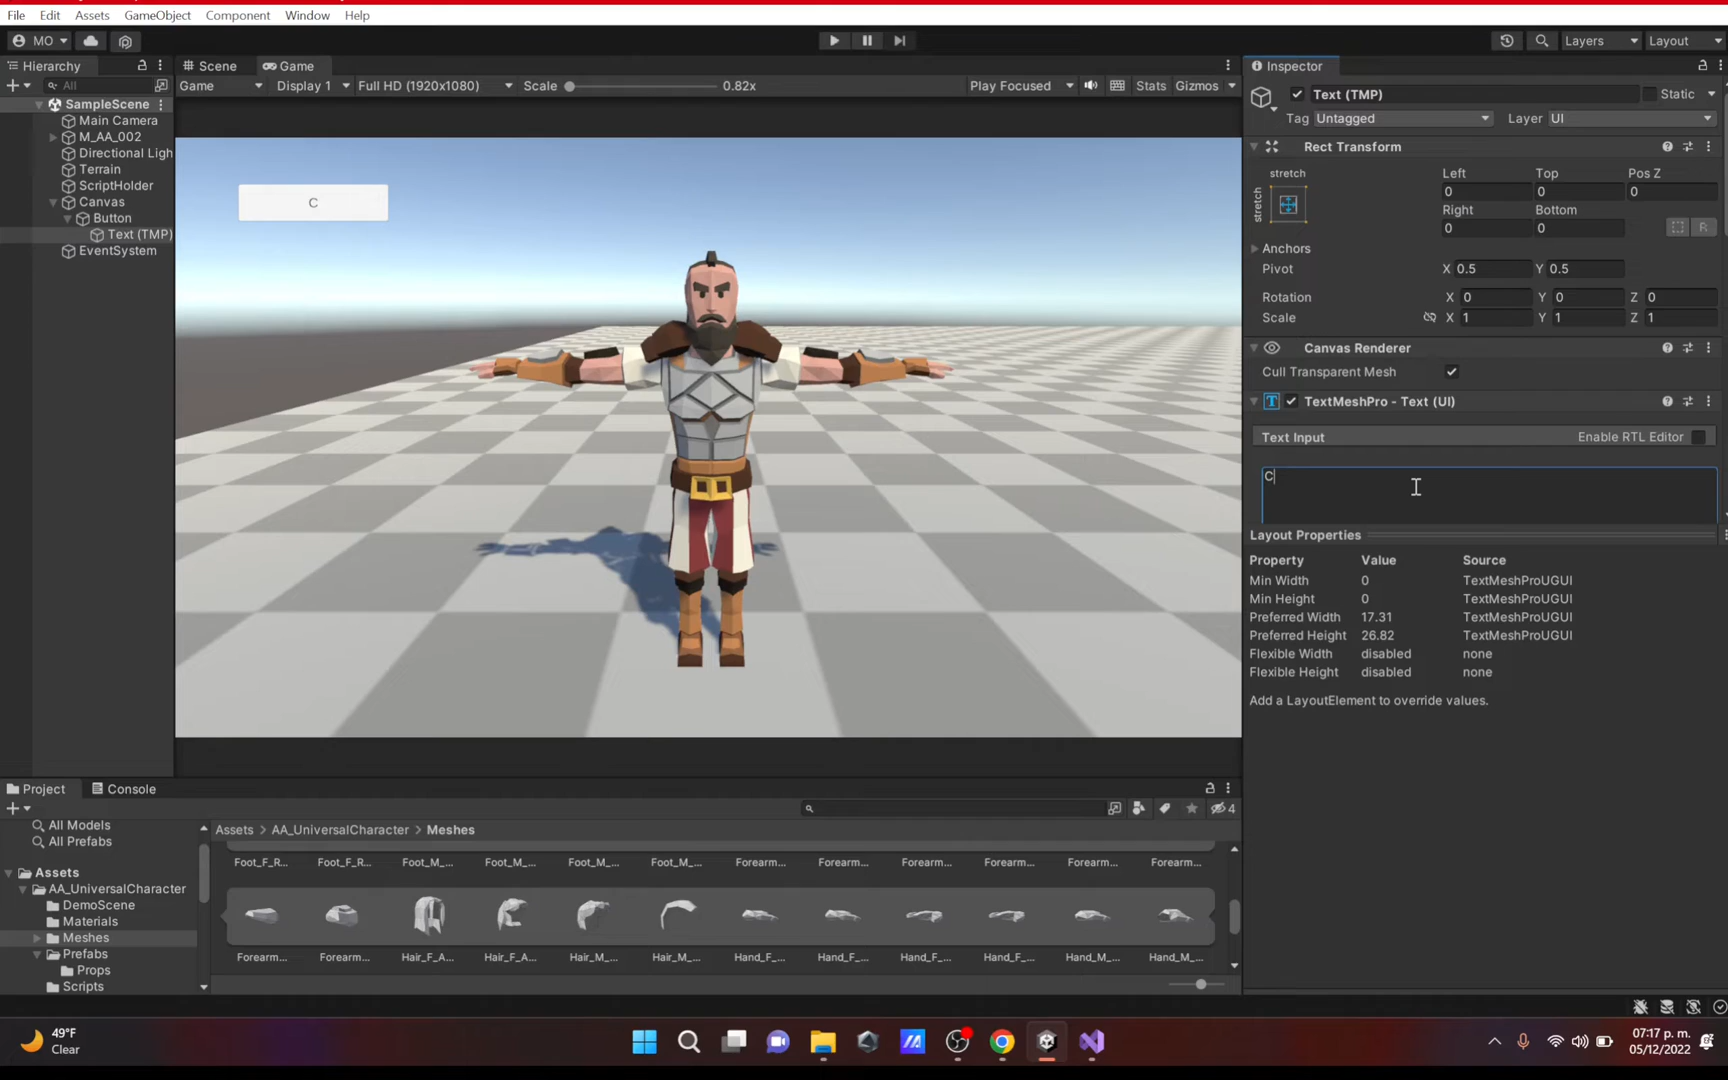 File Edit Assets GameObject Component Window Help
MO Layers Layout
Hierarchy Scene Game Inspector
All Game Display 1 Full HD (1920x1080) Scale 0.82x Play Focused Stats Gizmos
SampleScene
Main Camera
M_AA_002
Directional Ligh
Terrain
ScriptHolder
Canvas
Button
Text (TMP)
EventSystem
C
Text (TMP) Static
Tag Untagged Layer UI
Rect Transform
stretch Left Top Pos Z
stretch 0 0 0
Right Bottom
0 0 R
Anchors
Pivot X 0.5 Y 0.5
Rotation X 0 Y 0 Z 0
Scale X 1 Y 1 Z 1
Canvas Renderer
Cull Transparent Mesh
T TextMeshPro - Text (UI)
Text Input Enable RTL Editor
C
Layout Properties
Property Value Source
Min Width 0 TextMeshProUGUI
Min Height 0 TextMeshProUGUI
Preferred Width 17.31 TextMeshProUGUI
Preferred Height 26.82 TextMeshProUGUI
Flexible Width disabled none
Flexible Height disabled none
Add a LayoutElement to override values.
Project Console
4
All Models
All Prefabs
Assets
AA_UniversalCharacter
DemoScene
Materials
Meshes
Prefabs
Props
Scripts
Assets > AA_UniversalCharacter > Meshes
Foot_F_R... Foot_F_R... Foot_M_... Foot_M_... Foot_M_... Foot_M_... Forearm... Forearm... Forearm... Forearm... Forearm... Forearm...
Forearm... Forearm... Hair_F_A... Hair_F_A... Hair_M_... Hair_M_... Hand_F_... Hand_F_... Hand_F_... Hand_F_... Hand_M_... Hand_M_...
49°F
Clear
07:17 p. m.
05/12/2022